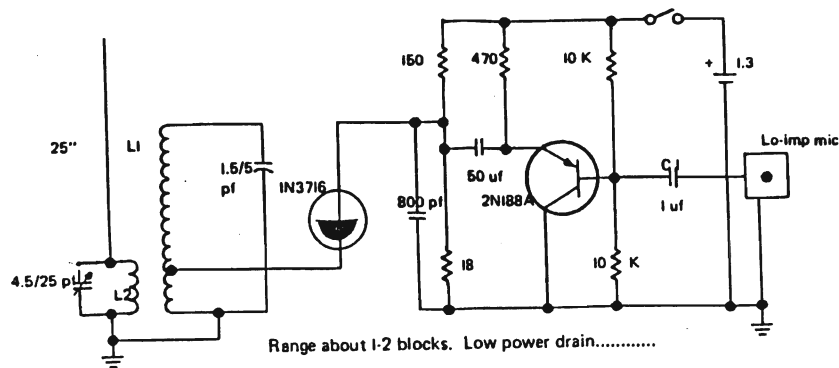 150
470
10 K
+ 1.3
25"
L1
1.5/5
pf
1N3716
Lo-imp mic
50 uf
C1
800 pf
2N188A
1 uf
4.5/25 pf
L2
18
10 K
Range about 1-2 blocks. Low power drain............